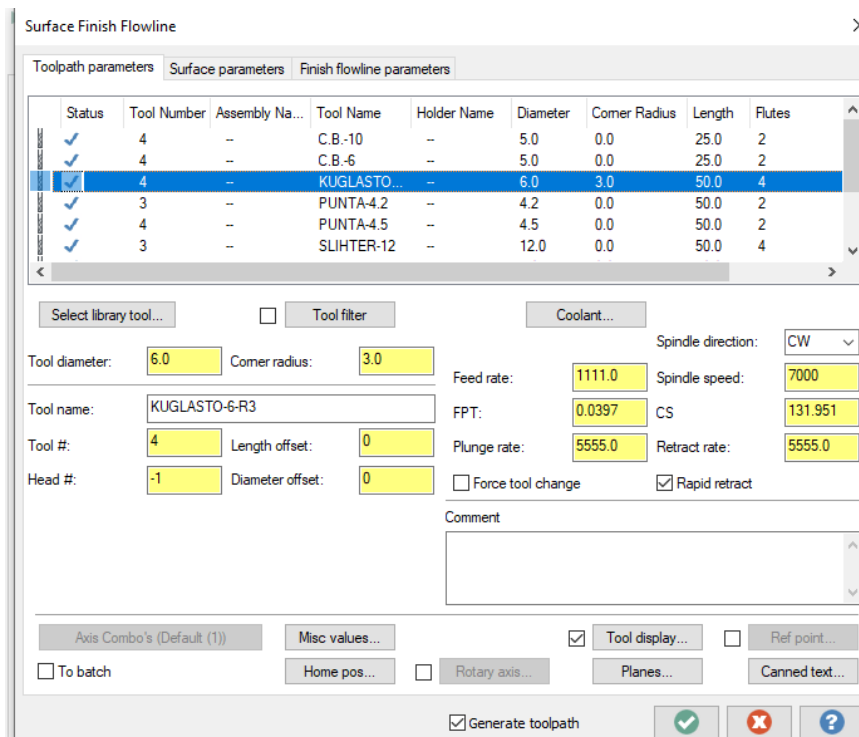 Surface Finish Flowline
Toolpath parameters Surface parameters Finish flowline parameters
Status Tool Number Assembly Na... Tool Name Holder Name Diameter Corner Radius Length Flutes
4 -- C.B.-10 -- 5.0 0.0 25.0 2
4 -- C.B.-6 -- 5.0 0.0 25.0 2
4 -- KUGLASTO... -- 6.0 3.0 50.0 4
3 -- PUNTA-4.2 -- 4.2 0.0 50.0 2
4 -- PUNTA-4.5 -- 4.5 0.0 50.0 2
3 -- SLIHTER-12 -- 12.0 0.0 50.0 4
Select library tool... Tool filter Coolant...
Spindle direction: CW
Tool diameter: 6.0 Corner radius: 3.0
Feed rate: 1111.0 Spindle speed: 7000
Tool name: KUGLASTO-6-R3
FPT: 0.0397 CS 131.951
Tool #: 4 Length offset: 0
Plunge rate: 5555.0 Retract rate: 5555.0
Head #: -1 Diameter offset: 0
Force tool change Rapid retract
Comment
Axis Combo's (Default (1)) Misc values... Tool display... Ref point...
To batch Home pos... Rotary axis... Planes... Canned text...
Generate toolpath